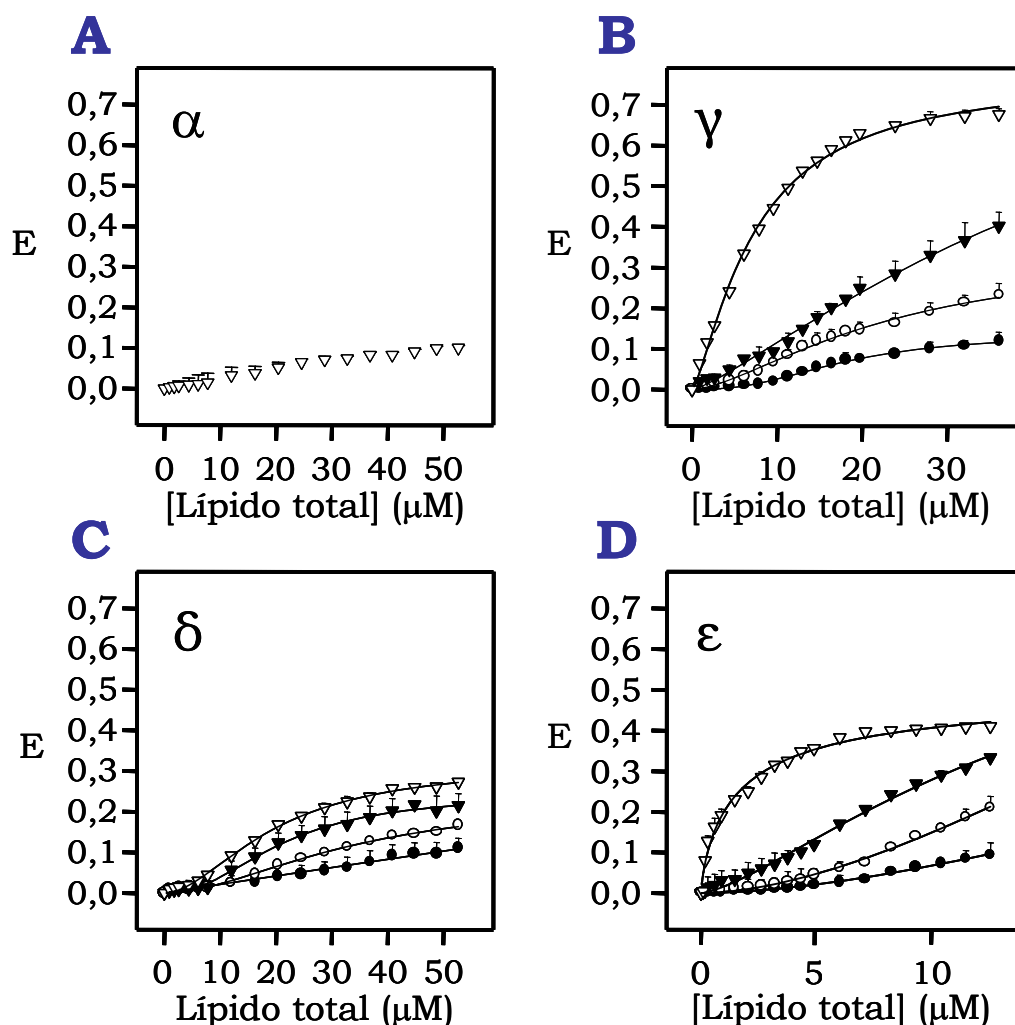 A
α
E
0,7
0,6
0,5
0,4
0,3
0,2
0,1
0,0
0 10 20 30 40 50
[Lípido total] (μM)
B
γ
E
0,7
0,6
0,5
0,4
0,3
0,2
0,1
0,0
0 10 20 30
[Lípido total] (μM)
C
δ
E
0,7
0,6
0,5
0,4
0,3
0,2
0,1
0,0
0 10 20 30 40 50
Lípido total] (μM)
D
ε
E
0,7
0,6
0,5
0,4
0,3
0,2
0,1
0,0
0 5 10
[Lípido total] (μM)